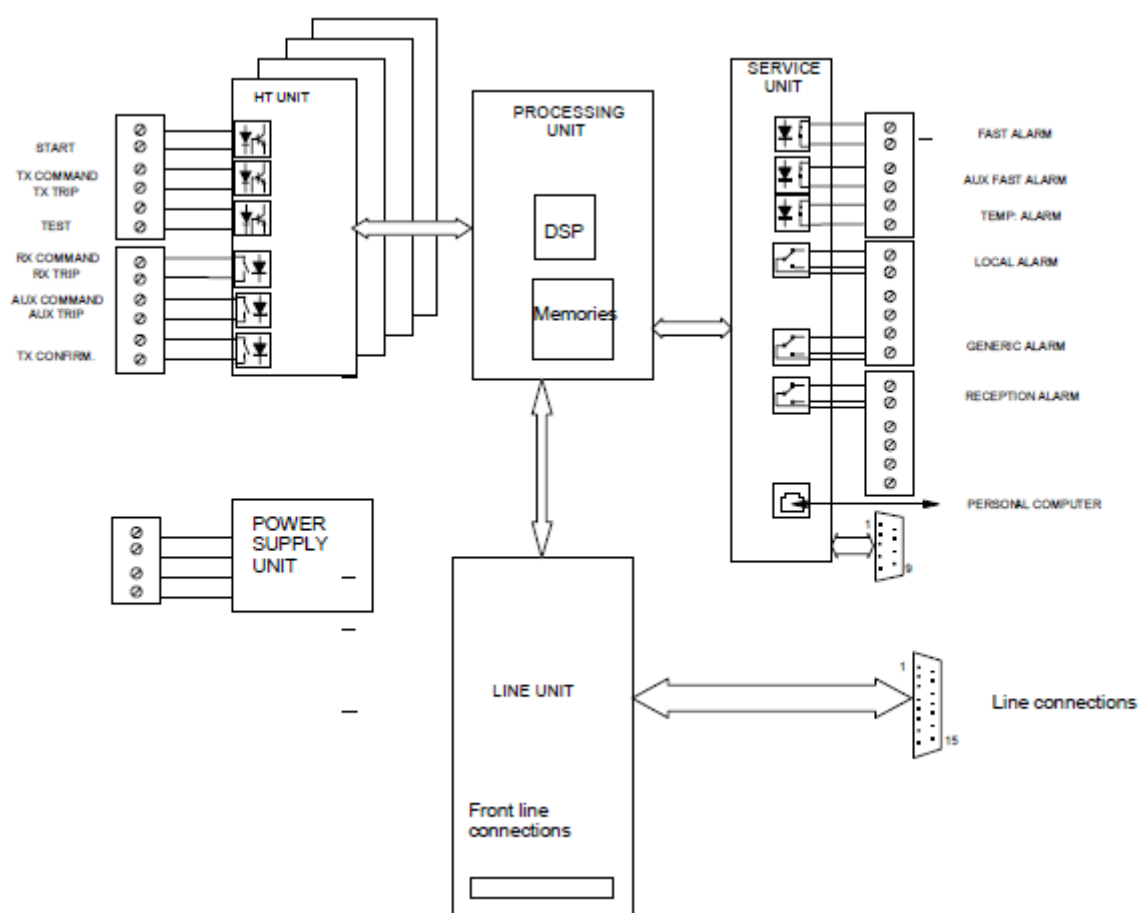 HT UNIT
START
TX COMMAND
TX TRIP
TEST
RX COMMAND
RX TRIP
AUX COMMAND
AUX TRIP
TX CONFIRM.
PROCESSING
UNIT
DSP
Memories
SERVICE
UNIT
FAST ALARM
AUX FAST ALARM
TEMP: ALARM
LOCAL ALARM
GENERIC ALARM
RECEPTION ALARM
PERSONAL COMPUTER
1
9
POWER
SUPPLY
UNIT
LINE UNIT
Front line
connections
1
15
Line connections